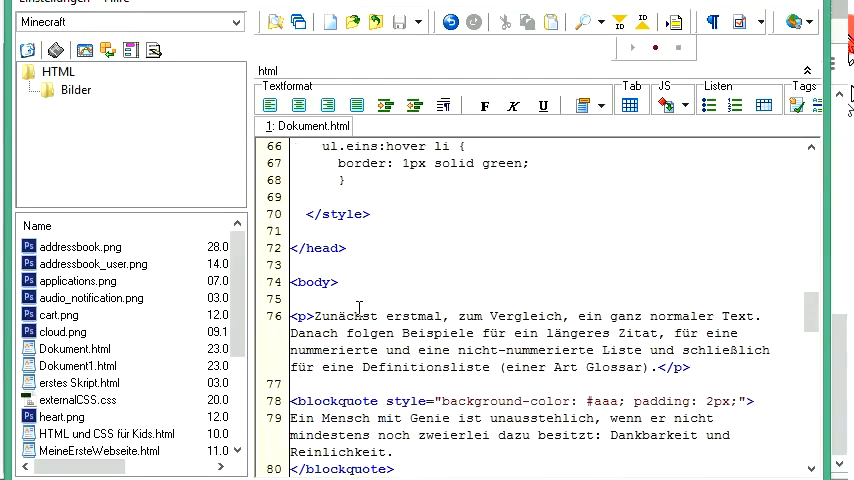 Einstellungen Hilfe
Minecraft
HTML
Bilder
Name
addressbook.png 28.0
addressbook_user.png 14.0
applications.png 07.0
audio_notification.png 03.0
cart.png 12.0
cloud.png 09.1
Dokument.html 23.0
Dokument1.html 23.0
erstes Skript.html 03.0
externalCSS.css 20.0
heart.png 12.0
HTML und CSS für Kids.html 10.0
MeineErsteWebseite.html 11.0
html
Textformat Tab JS Listen Tags
F K U
1: Dokument.html
66 ul.eins:hover li {
67 border: 1px solid green;
68 }
69
70 </style>
71
72 </head>
73
74 <body>
75
76 <p>Zunächst erstmal, zum Vergleich, ein ganz normaler Text.
Danach folgen Beispiele für ein längeres Zitat, für eine
nummerierte und eine nicht-nummerierte Liste und schließlich
für eine Definitionsliste (einer Art Glossar).</p>
77
78 <blockquote style="background-color: #aaa; padding: 2px;">
79 Ein Mensch mit Genie ist unausstehlich, wenn er nicht
mindestens noch zweierlei dazu besitzt: Dankbarkeit und
Reinlichkeit.
80 </blockquote>